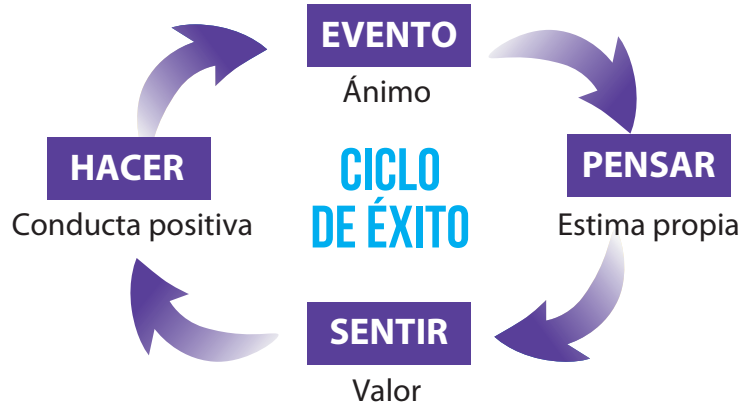 EVENTO
Ánimo
PENSAR
Estima propia
SENTIR
Valor
HACER
Conducta positiva
CICLO
DE ÉXITO